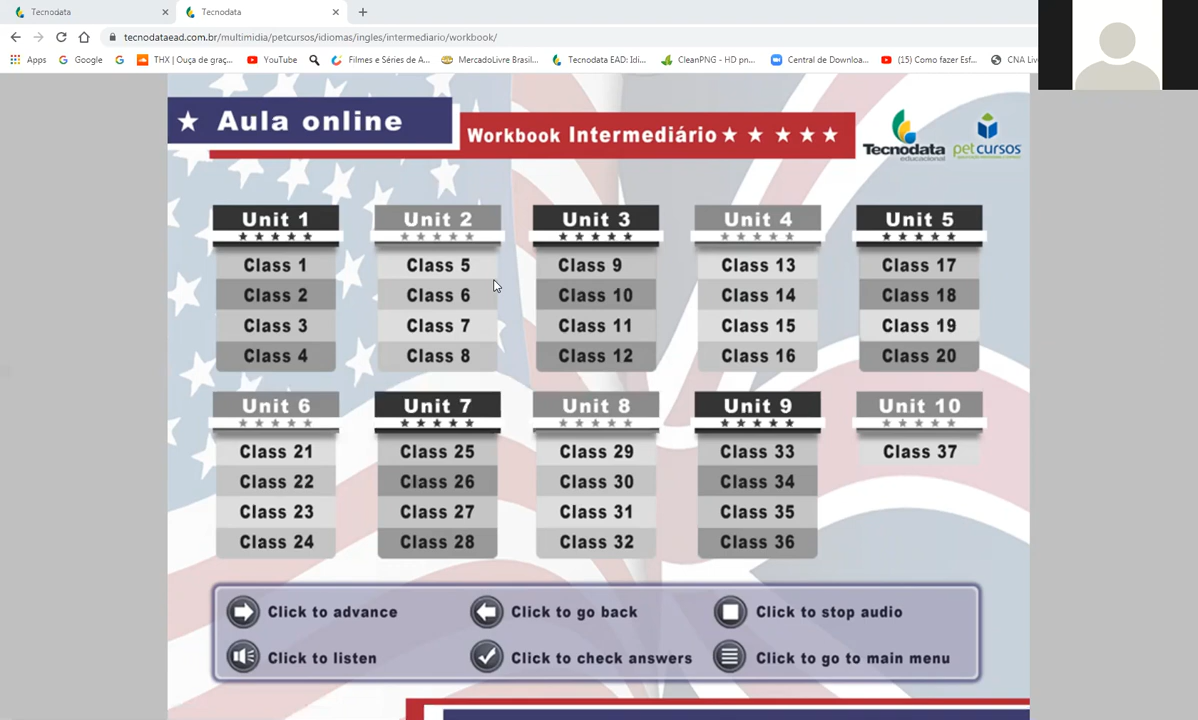 Tecnodata
Tecnodata
tecnodataead.com.br/multimidia/petcursos/idiomas/ingles/intermediario/workbook/
Apps
Google
THX | Ouça de graç...
YouTube
Filmes e Séries de A...
MercadoLivre Brasil...
Tecnodata EAD: Idi...
CleanPNG - HD pn...
Central de Downloa...
(15) Como fazer Esf...
CNA Liv
Aula online
Workbook Intermediário
Tecnodata
educacional
petcursos
Unit 1
Class 1
Class 2
Class 3
Class 4
Unit 2
Class 5
Class 6
Class 7
Class 8
Unit 3
Class 9
Class 10
Class 11
Class 12
Unit 4
Class 13
Class 14
Class 15
Class 16
Unit 5
Class 17
Class 18
Class 19
Class 20
Unit 6
Class 21
Class 22
Class 23
Class 24
Unit 7
Class 25
Class 26
Class 27
Class 28
Unit 8
Class 29
Class 30
Class 31
Class 32
Unit 9
Class 33
Class 34
Class 35
Class 36
Unit 10
Class 37
Click to advance
Click to go back
Click to stop audio
Click to listen
Click to check answers
Click to go to main menu